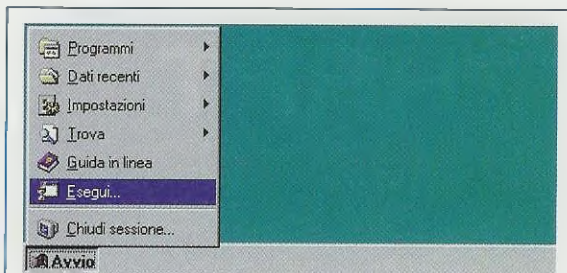 Programmi
Dati recenti
Impostazioni
Trova
Guida in linea
Esegui...
Chiudi sessione...
Avvio